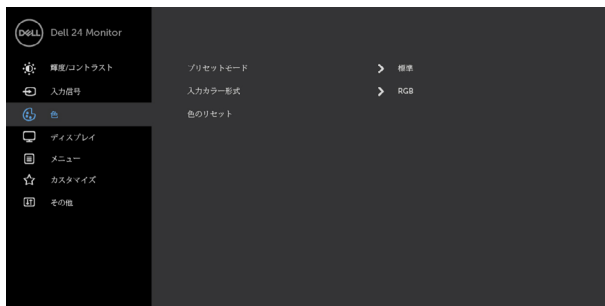 DELL Dell 24 Monitor
輝度/コントラスト プリセットモード 標準
入力信号 入力カラー形式 RGB
色 色のリセット
ディスプレイ
メニュー
カスタマイズ
その他